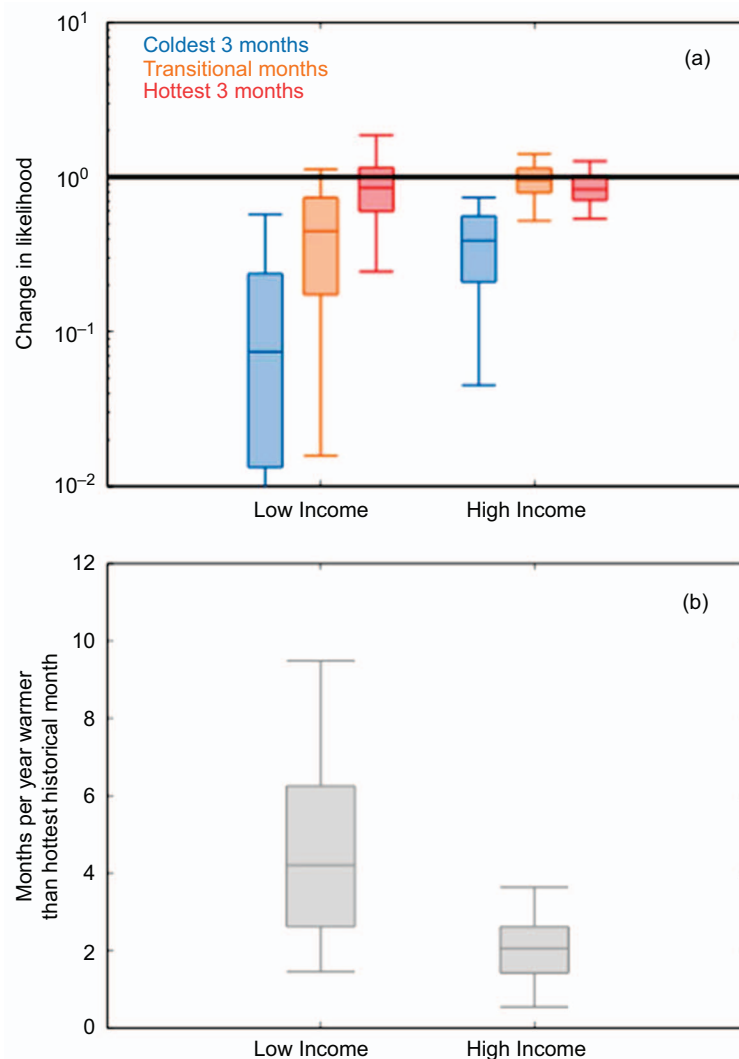 10¹
Coldest 3 months
Transitional months
Hottest 3 months
(a)
10⁰
Change in likelihood
10⁻¹
10⁻²
Low Income
High Income
12
(b)
10
8
Months per year warmer
than hottest historical month
6
4
2
0
Low Income
High Income